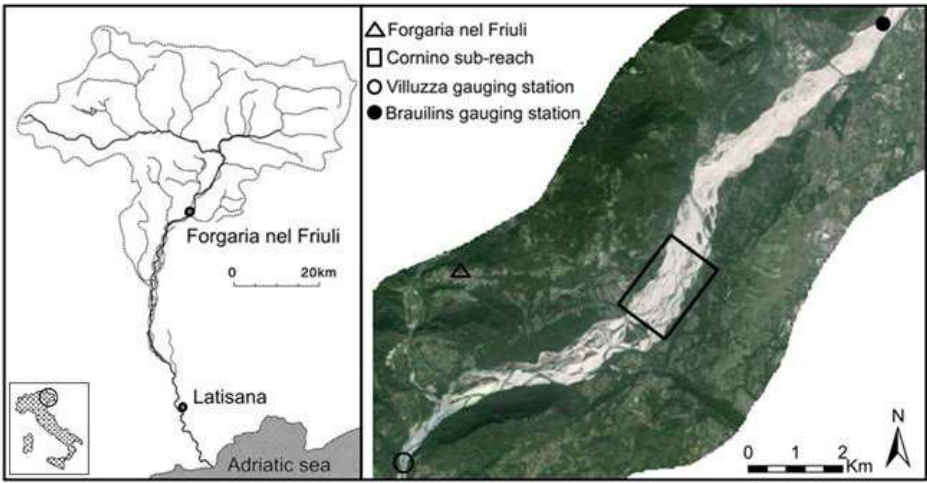 Forgaria nel Friuli
0 20km
Latisana
Adriatic sea
Forgaria nel Friuli
Cornino sub-reach
Villuzza gauging station
Brauilins gauging station
N
0 1 2
Km